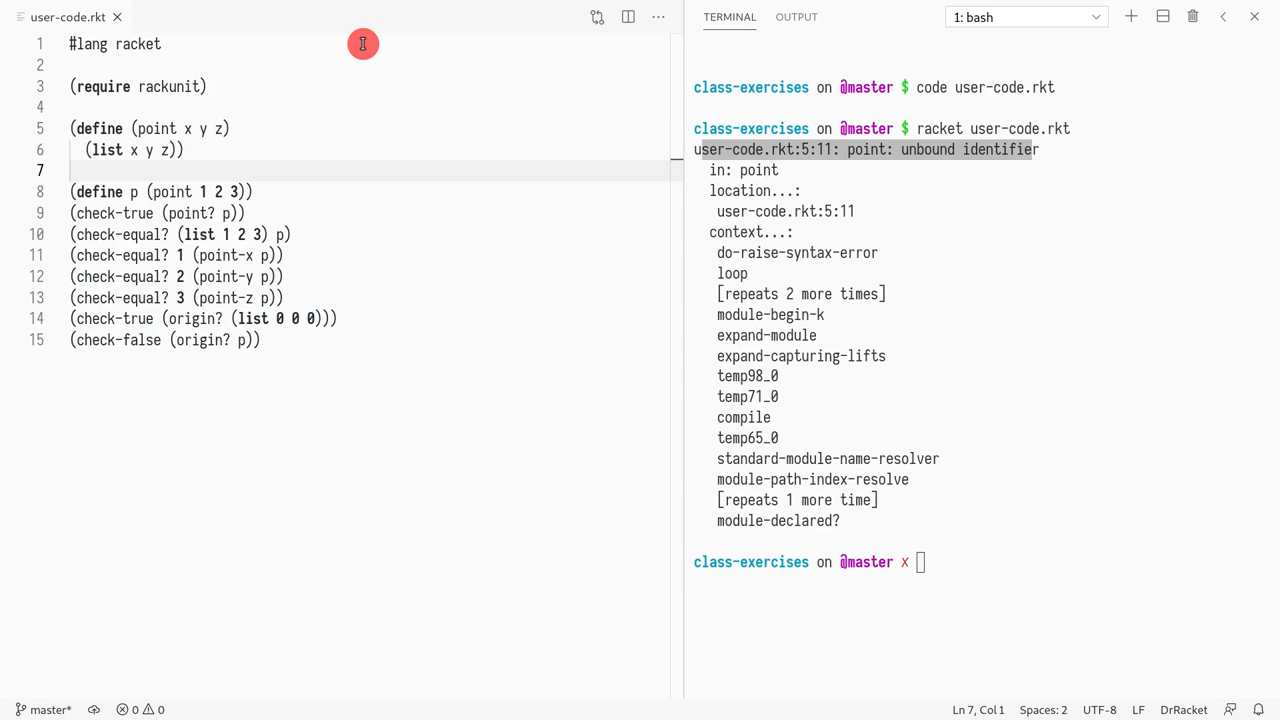 user-code.rkt
1 #lang racket
2
3 (require rackunit)
4
5 (define (point x y z)
6 (list x y z))
7
8 (define p (point 1 2 3))
9 (check-true (point? p))
10 (check-equal? (list 1 2 3) p)
11 (check-equal? 1 (point-x p))
12 (check-equal? 2 (point-y p))
13 (check-equal? 3 (point-z p))
14 (check-true (origin? (list 0 0 0)))
15 (check-false (origin? p))
TERMINAL OUTPUT 1: bash
class-exercises on @master $ code user-code.rkt
class-exercises on @master $ racket user-code.rkt
user-code.rkt:5:11: point: unbound identifier
in: point
location...:
user-code.rkt:5:11
context...:
do-raise-syntax-error
loop
[repeats 2 more times]
module-begin-k
expand-module
expand-capturing-lifts
temp98_0
temp71_0
compile
temp65_0
standard-module-name-resolver
module-path-index-resolve
[repeats 1 more time]
module-declared?
class-exercises on @master ✗
master* 0 0 Ln 7, Col 1 Spaces: 2 UTF-8 LF DrRacket